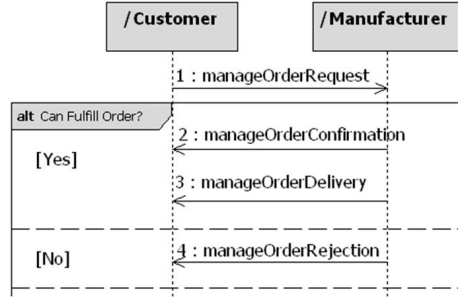 /Customer
/Manufacturer
1 : manageOrderRequest
alt Can Fulfill Order?
2 : manageOrderConfirmation
[Yes]
3 : manageOrderDelivery
4 : manageOrderRejection
[No]